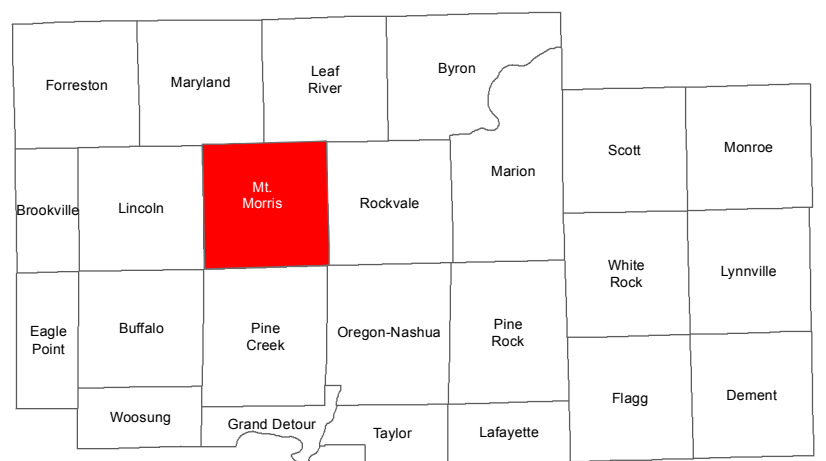 Forreston
Maryland
Leaf
River
Byron
Scott
Monroe
Brookville
Lincoln
Mt.
Morris
Rockvale
Marion
White
Rock
Lynnville
Eagle
Point
Buffalo
Pine
Creek
Oregon-Nashua
Pine
Rock
Flagg
Dement
Woosung
Grand Detour
Taylor
Lafayette